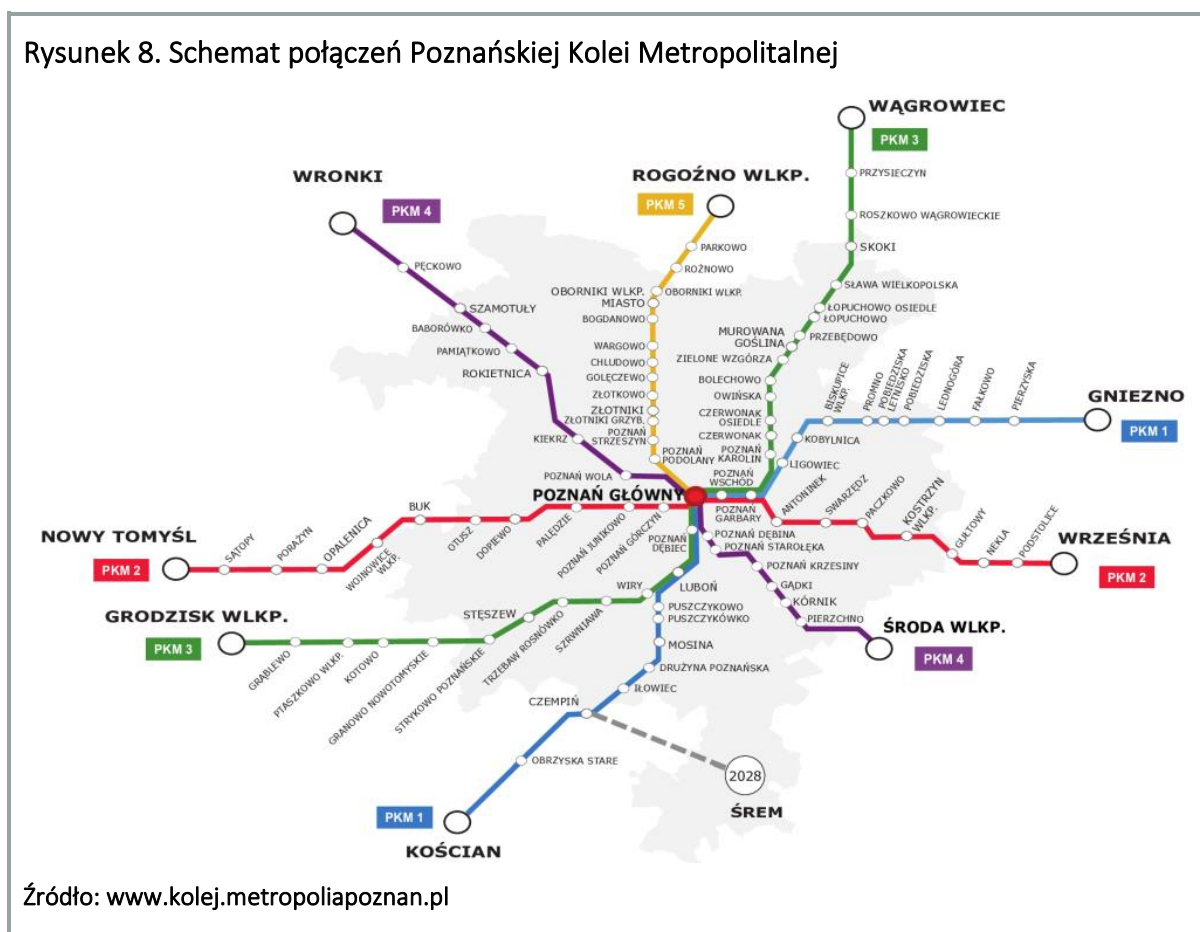 Rysunek 8. Schemat połączeń Poznańskiej Kolei Metropolitalnej
WĄGROWIEC
PKM 3
PRZYSIECZYN
ROSZKOWO WĄGROWIECKIE
SKOKI
SŁAWA WIELKOPOLSKA
ŁOPUCHOWO OSIEDLE
ŁOPUCHOWO
PRZEBĘDOWO
MUROWANA
GOŚLINA
ZIELONE WZGÓRZA
BOLECHOWO
OWIŃSKA
CZERWONAK
OSIEDLE
CZERWONAK
POZNAŃ
KAROLIN
POZNAŃ
WSCHÓD
ROGOŹNO WLKP.
PKM 5
PARKOWO
ROŻNOWO
OBORNIKI WLKP.
MIASTO
OBORNIKI WLKP.
BOGDANOWO
WARGOWO
CHLUDOWO
GOLĘCZEWO
ZŁOTKOWO
ZŁOTNIKI
ZŁOTNIKI GRZYB.
POZNAŃ
STRZESZYN
POZNAŃ
PODOLANY
WRONKI
PKM 4
PĘCKOWO
SZAMOTUŁY
BABORÓWKO
PAMIĄTKOWO
ROKIETNICA
KIEKRZ
POZNAŃ WOLA
POZNAŃ GŁÓWNY
BISKUPICE
WLKP.
PROMNO
POBIEDZISKA
LETNISKO
POBIEDZISKA
LEDNOGÓRA
FAŁKOWO
PIERZYSKA
GNIEZNO
PKM 1
KOBYLNICA
LIGOWIEC
POZNAŃ
GARBARY
ANTONINEK
SWARZĘDZ
PACZKOWO
KOSTRZYN
WLKP.
GUŁTOWY
NEKLA
PODSTOLICE
WRZEŚNIA
PKM 2
NOWY TOMYŚL
PKM 2
SĄTOPY
PORAŻYN
OPALENICA
WOJNOWICE
WLKP.
BUK
OTUSZ
DOPIEWO
PALĘDZIE
POZNAŃ JUNIKOWO
POZNAŃ GÓRCZYN
POZNAŃ
DĘBIEC
POZNAŃ DĘBINA
POZNAŃ STAROŁĘKA
POZNAŃ KRZESINY
GĄDKI
KÓRNIK
PIERZCHNO
ŚRODA WLKP.
PKM 4
GRODZISK WLKP.
PKM 3
GRĄBLEWO
PTASZKOWO WLKP.
KOTOWO
GRANOWO NOWOTOMYSKIE
STRYKOWO POZNAŃSKIE
STĘSZEW
TRZEBAW ROSNÓWKO
SZRWNIAWA
WIRY
LUBOŃ
PUSZCZYKOWO
PUSZCZYKÓWKO
MOSINA
DRUŻYNA POZNAŃSKA
IŁOWIEC
CZEMPIŃ
OBRZYSKA STARE
2028
ŚREM
PKM 1
KOŚCIAN
Źródło: www.kolej.metropoliapoznan.pl